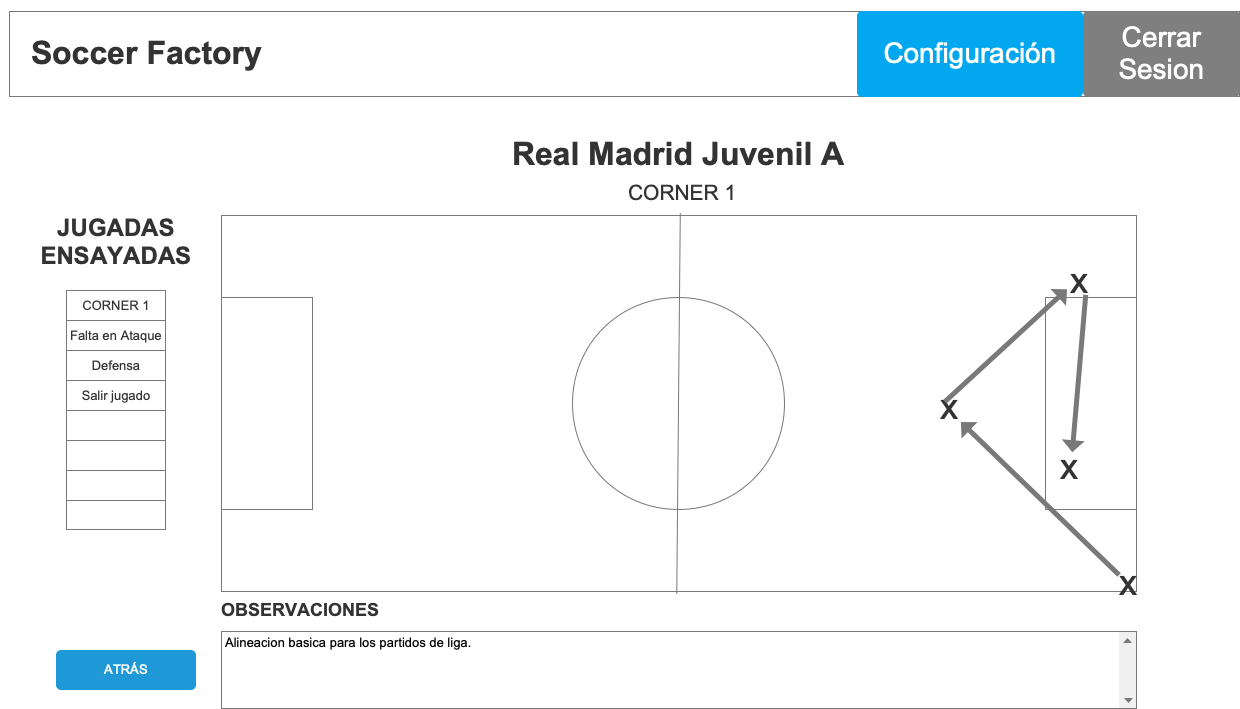 Soccer Factory
Configuración
Cerrar
Sesion
Real Madrid Juvenil A
CORNER 1
JUGADAS
ENSAYADAS
CORNER 1
Falta en Ataque
Defensa
Salir jugado
X
X
X
X
OBSERVACIONES
Alineacion basica para los partidos de liga.
ATRÁS